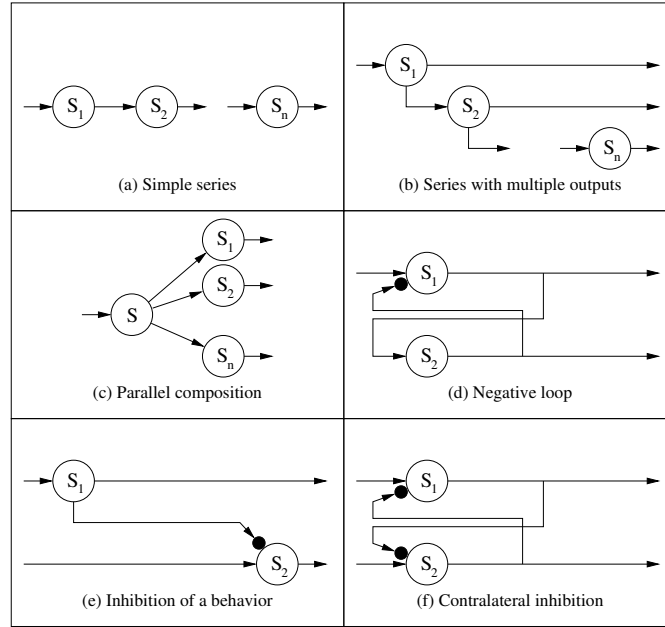 S1 S2 Sn
(a) Simple series
S1
S2
Sn
(b) Series with multiple outputs
S1
S2
S
Sn
(c) Parallel composition
S1
S2
(d) Negative loop
S1
S2
(e) Inhibition of a behavior
S1
S2
(f) Contralateral inhibition